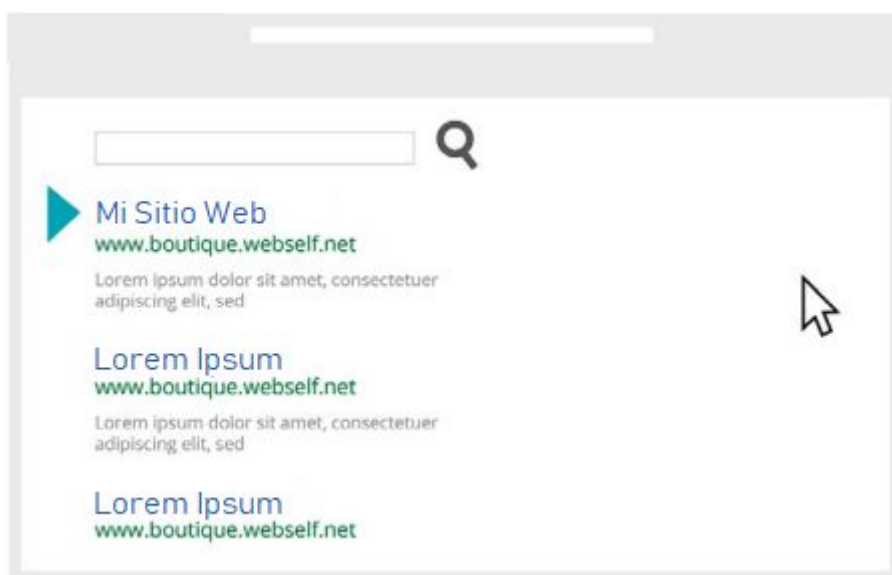 Mi Sitio Web
www.boutique.webself.net
Lorem ipsum dolor sit amet, consectetuer
adipiscing elit, sed
Lorem Ipsum
www.boutique.webself.net
Lorem ipsum dolor sit amet, consectetuer
adipiscing elit, sed
Lorem Ipsum
www.boutique.webself.net